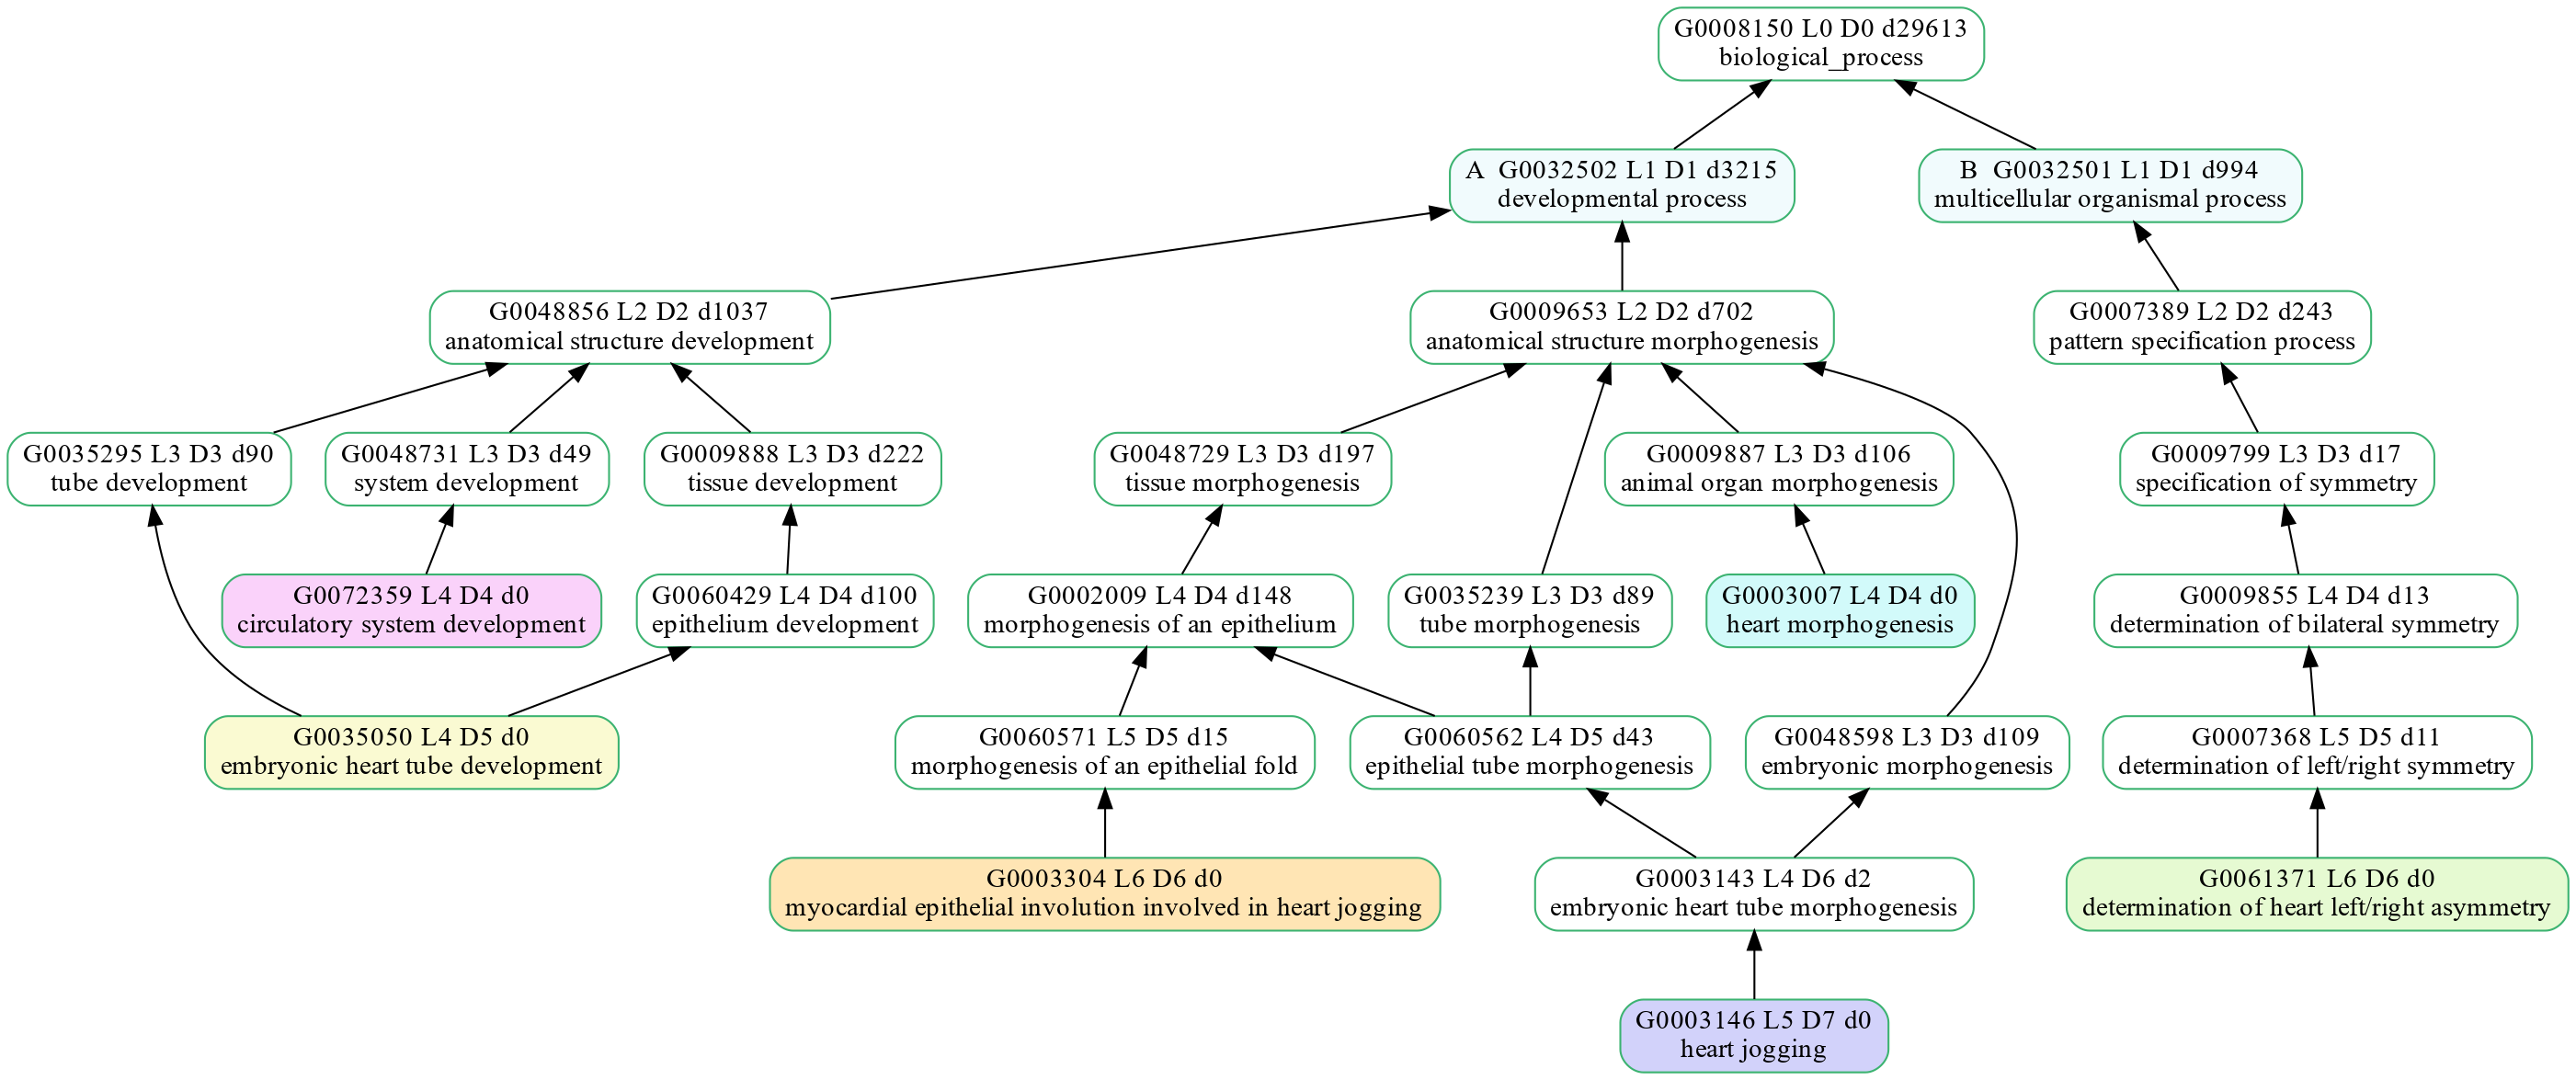 G0008150 L0 D0 d29613
biological_process
A  G0032502 L1 D1 d3215
developmental process
B  G0032501 L1 D1 d994
multicellular organismal process
G0048856 L2 D2 d1037
anatomical structure development
G0009653 L2 D2 d702
anatomical structure morphogenesis
G0007389 L2 D2 d243
pattern specification process
G0035295 L3 D3 d90
tube development
G0048731 L3 D3 d49
system development
G0009888 L3 D3 d222
tissue development
G0048729 L3 D3 d197
tissue morphogenesis
G0009887 L3 D3 d106
animal organ morphogenesis
G0009799 L3 D3 d17
specification of symmetry
G0072359 L4 D4 d0
circulatory system development
G0060429 L4 D4 d100
epithelium development
G0002009 L4 D4 d148
morphogenesis of an epithelium
G0035239 L3 D3 d89
tube morphogenesis
G0003007 L4 D4 d0
heart morphogenesis
G0009855 L4 D4 d13
determination of bilateral symmetry
G0035050 L4 D5 d0
embryonic heart tube development
G0060571 L5 D5 d15
morphogenesis of an epithelial fold
G0060562 L4 D5 d43
epithelial tube morphogenesis
G0048598 L3 D3 d109
embryonic morphogenesis
G0007368 L5 D5 d11
determination of left/right symmetry
G0003304 L6 D6 d0
myocardial epithelial involution involved in heart jogging
G0003143 L4 D6 d2
embryonic heart tube morphogenesis
G0061371 L6 D6 d0
determination of heart left/right asymmetry
G0003146 L5 D7 d0
heart jogging